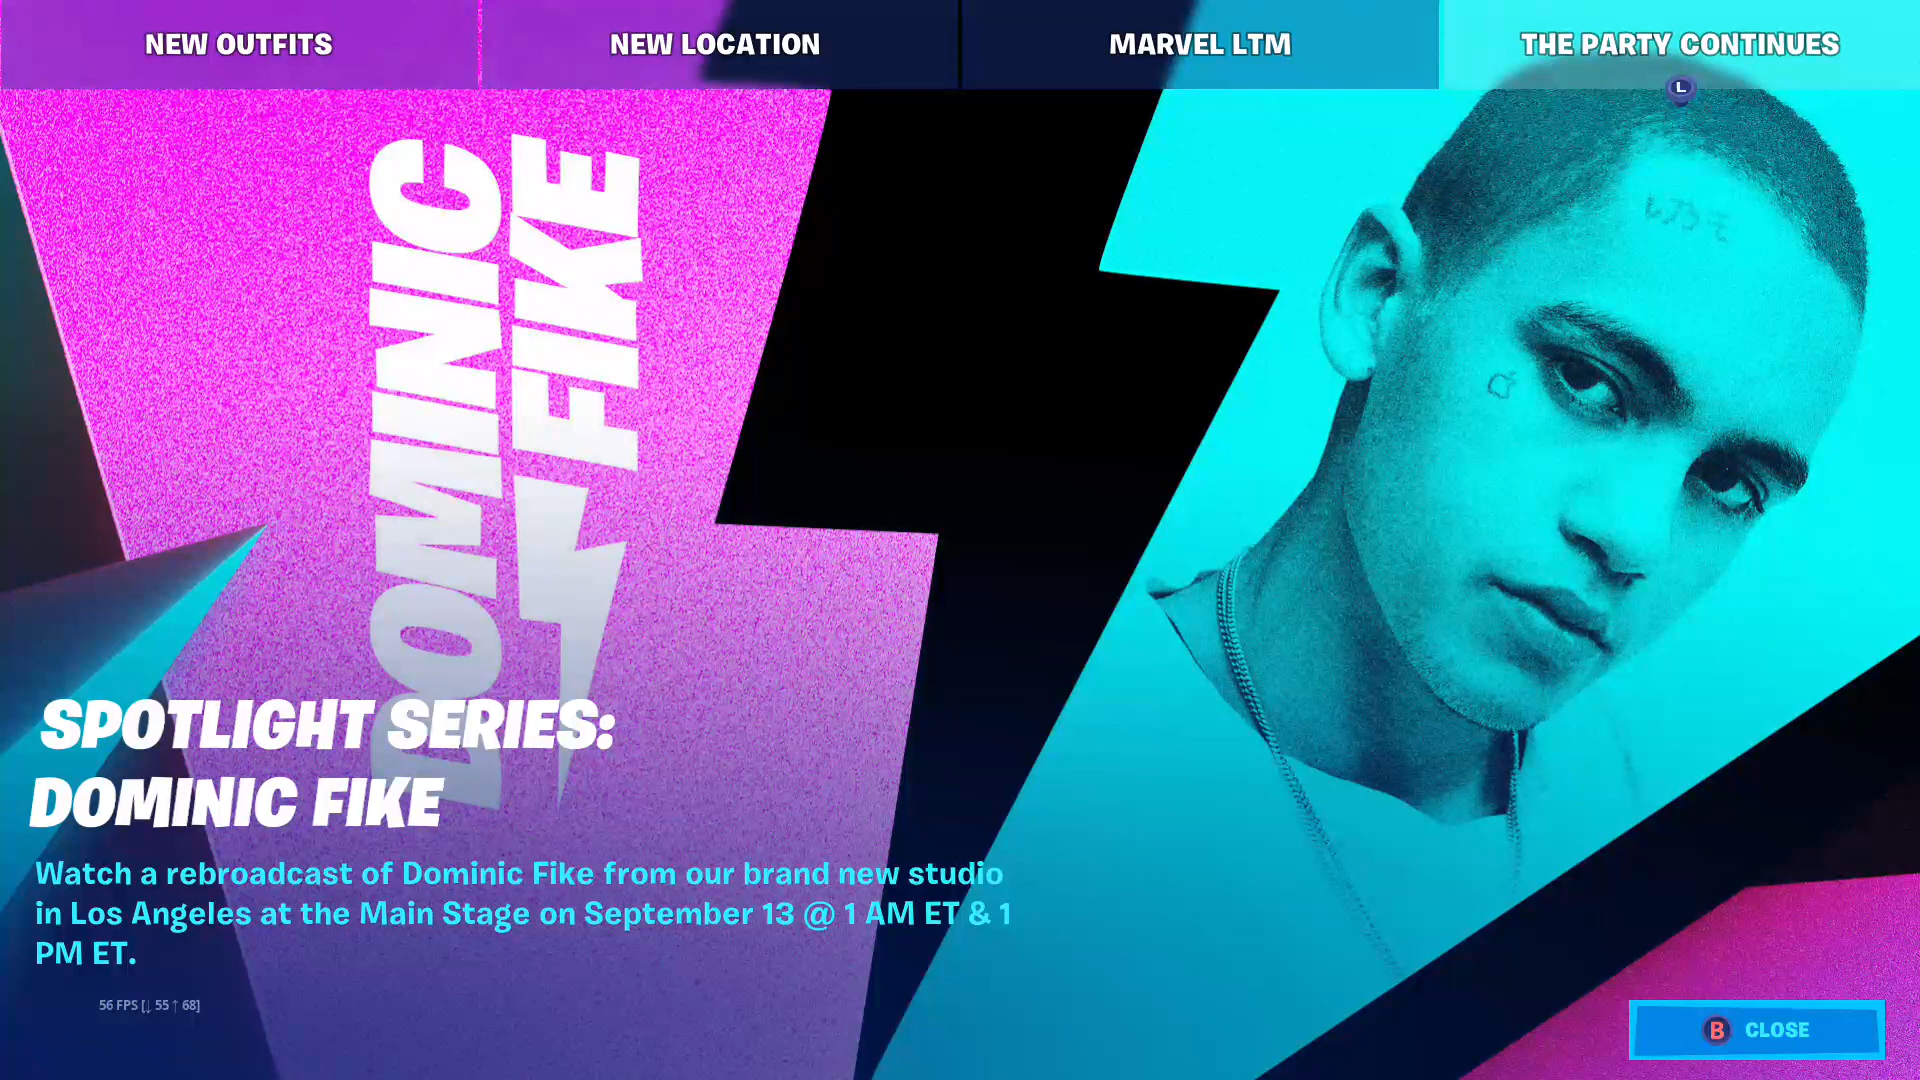 NEW OUTFITS
NEW LOCATION
MARVEL LTM
THE PARTY CONTINUES
L
DOMINIC
FIKE
SPOTLIGHT SERIES:
DOMINIC FIKE
Watch a rebroadcast of Dominic Fike from our brand new studio
in Los Angeles at the Main Stage on September 13 @ 1 AM ET & 1
PM ET.
56 FPS [↓ 55 ↑ 68]
B CLOSE